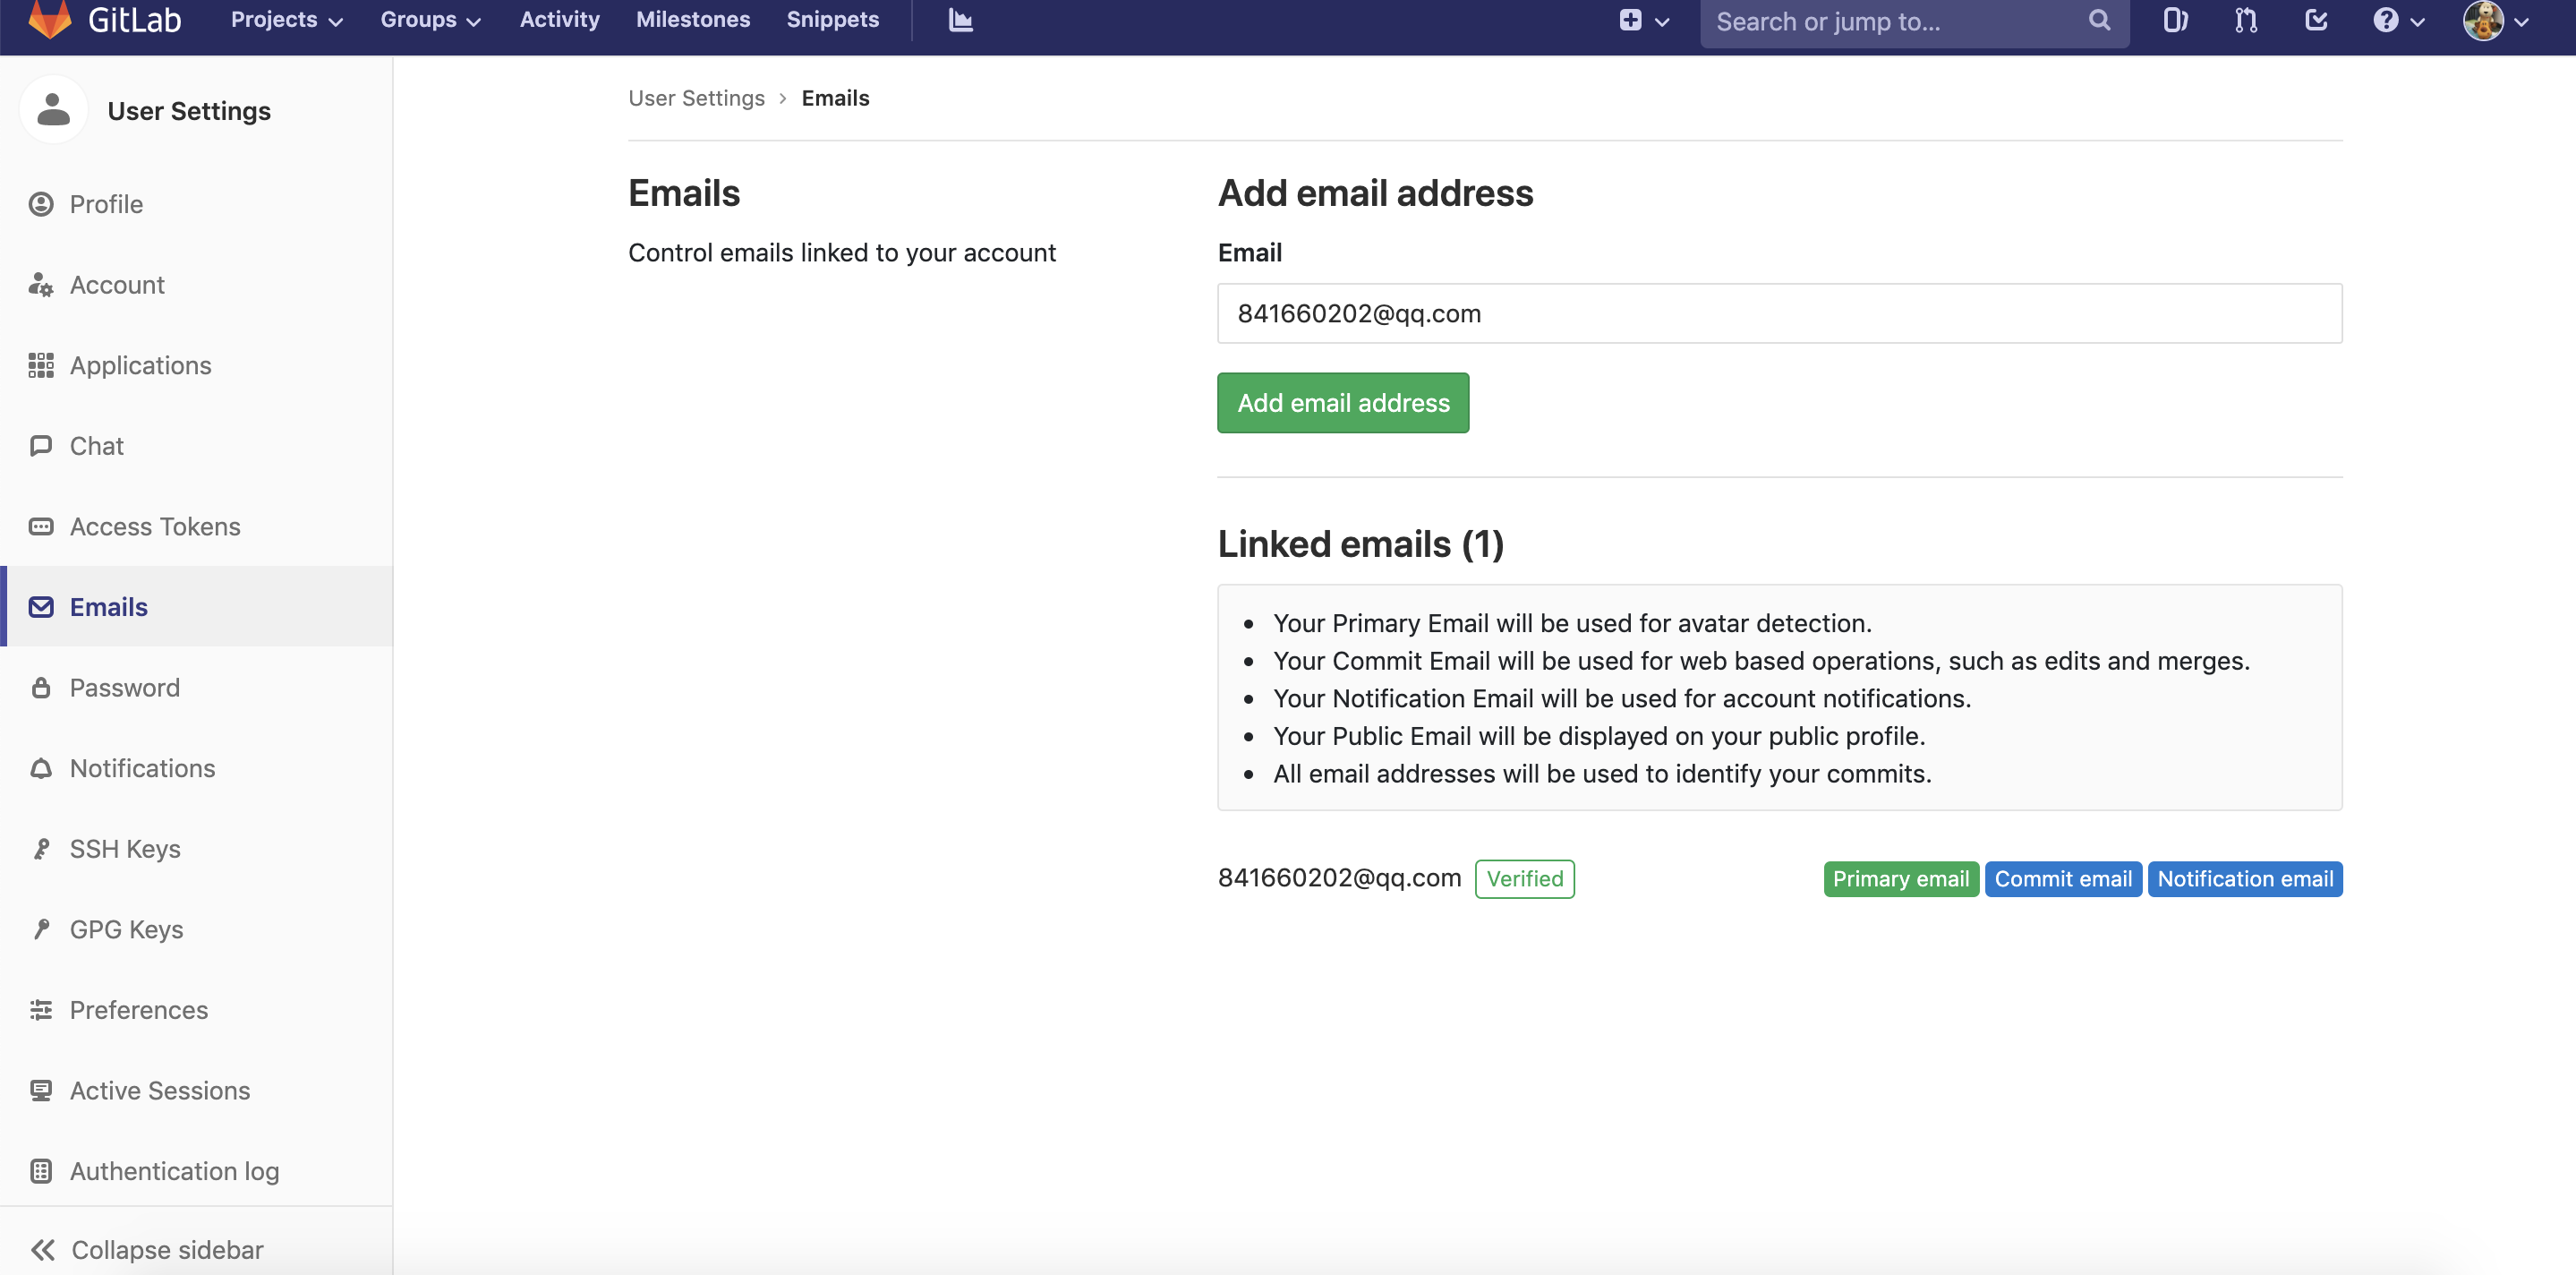 GitLab Projects Groups Activity Milestones Snippets Search or jump to...
User Settings
Profile
Account
Applications
Chat
Access Tokens
Emails
Password
Notifications
SSH Keys
GPG Keys
Preferences
Active Sessions
Authentication log
Collapse sidebar
User Settings › Emails
Emails
Control emails linked to your account
Add email address
Email
841660202@qq.com
Add email address
Linked emails (1)
• Your Primary Email will be used for avatar detection.
• Your Commit Email will be used for web based operations, such as edits and merges.
• Your Notification Email will be used for account notifications.
• Your Public Email will be displayed on your public profile.
• All email addresses will be used to identify your commits.
841660202@qq.com Verified Primary email Commit email Notification email